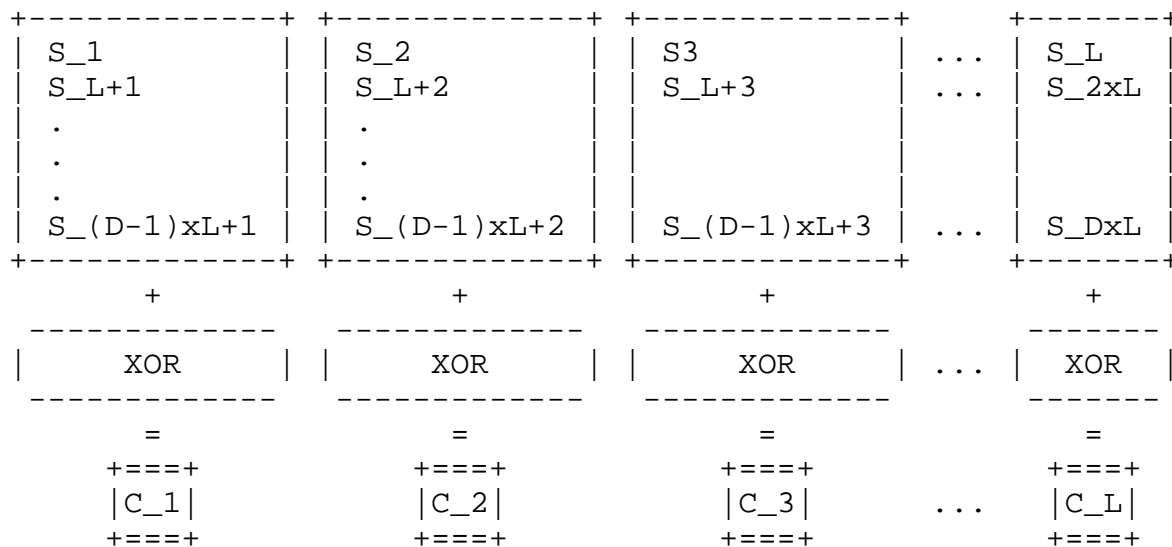 +-------------+ +-------------+ +-------------+     +-------+
| S_1         | | S_2         | | S3          | ... | S_L   |
| S_L+1       | | S_L+2       | | S_L+3       | ... | S_2xL |
| .           | | .           | |             |     |       |
| .           | | .           | |             |     |       |
| .           | | .           | |             |     |       |
| S_(D-1)xL+1 | | S_(D-1)xL+2 | | S_(D-1)xL+3 | ... | S_DxL |
+-------------+ +-------------+ +-------------+     +-------+
       +               +               +                +
 -------------   -------------   -------------       -------
|     XOR     | |     XOR     | |     XOR     | ... |  XOR  |
 -------------   -------------   -------------       -------
       =               =               =                =
     +===+           +===+           +===+            +===+
     |C_1|           |C_2|           |C_3|      ...   |C_L|
     +===+           +===+           +===+            +===+